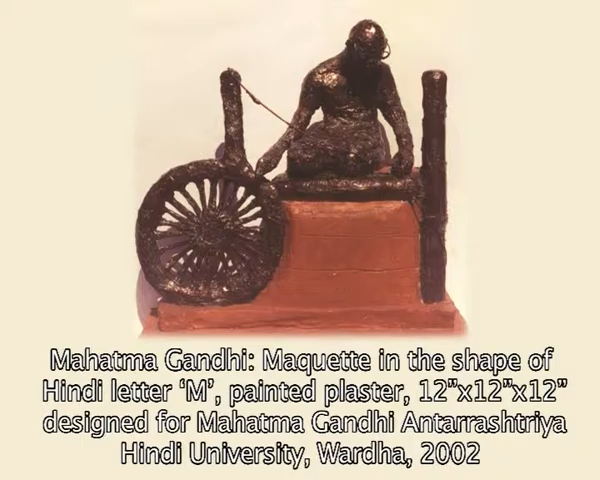 Mahatma Gandhi: Maquette in the shape of
Hindi letter ‘M’, painted plaster, 12”x12”x12”
designed for Mahatma Gandhi Antarrashtriya
Hindi University, Wardha, 2002